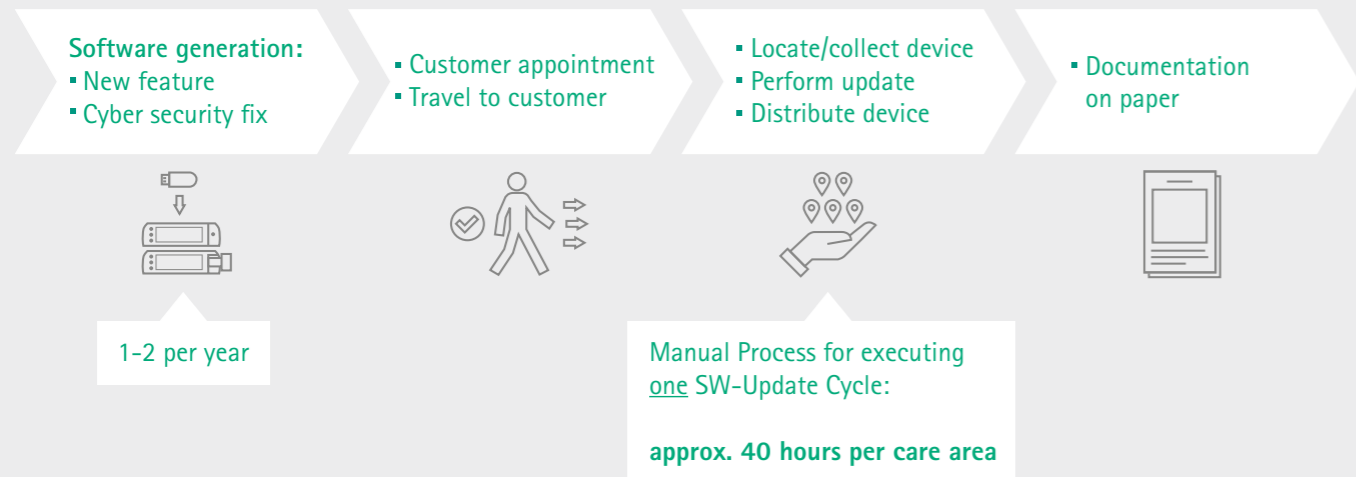 Software generation:
▪ New feature
▪ Cyber security fix
▪ Customer appointment
▪ Travel to customer
▪ Locate/collect device
▪ Perform update
▪ Distribute device
▪ Documentation
on paper
1-2 per year
Manual Process for executing
one SW-Update Cycle:
approx. 40 hours per care area